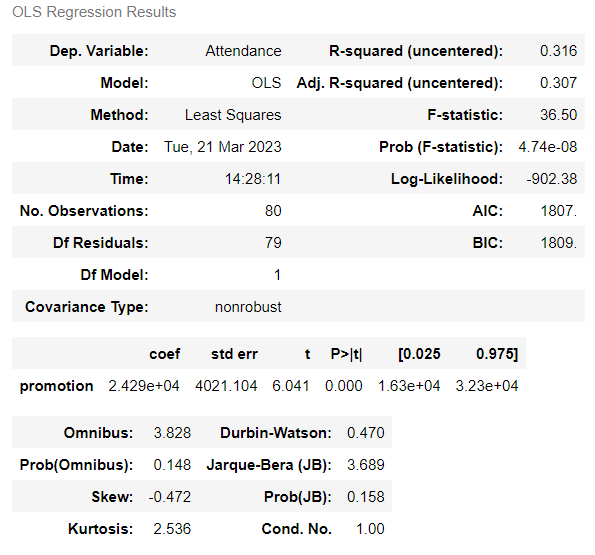 OLS Regression Results
Dep. Variable: Attendance R-squared (uncentered): 0.316
Model: OLS Adj. R-squared (uncentered): 0.307
Method: Least Squares F-statistic: 36.50
Date: Tue, 21 Mar 2023 Prob (F-statistic): 4.74e-08
Time: 14:28:11 Log-Likelihood: -902.38
No. Observations: 80 AIC: 1807.
Df Residuals: 79 BIC: 1809.
Df Model: 1
Covariance Type: nonrobust
coef std err t P>|t| [0.025 0.975]
promotion 2.429e+04 4021.104 6.041 0.000 1.63e+04 3.23e+04
Omnibus: 3.828 Durbin-Watson: 0.470
Prob(Omnibus): 0.148 Jarque-Bera (JB): 3.689
Skew: -0.472 Prob(JB): 0.158
Kurtosis: 2.536 Cond. No. 1.00